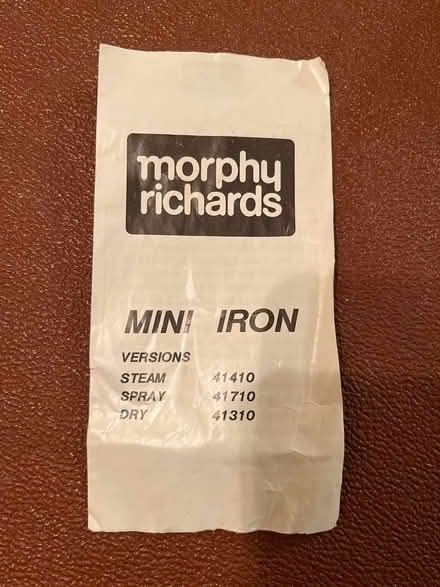 morphy
richards
MINI IRON
VERSIONS
STEAM 41410
SPRAY 41710
DRY 41310